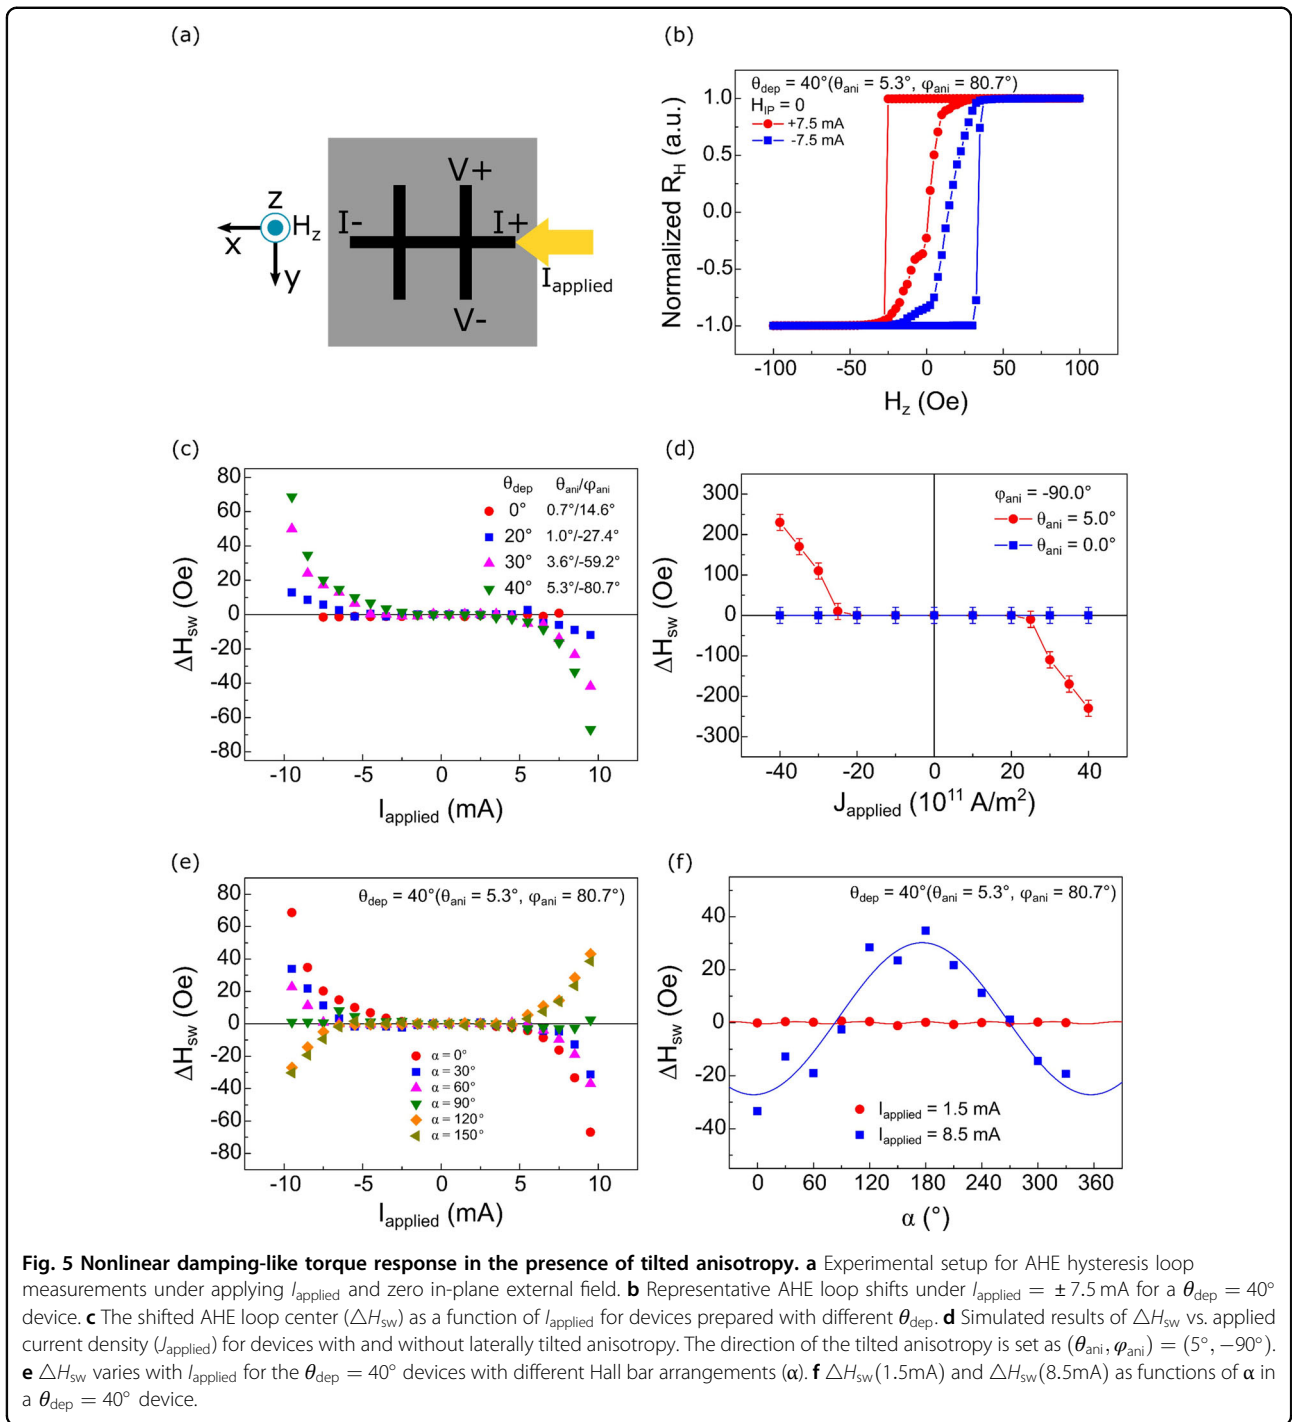 (a)
z
H_z
x
y
I-
V+
I+
V-
I_applied
(b)
θ_dep = 40°(θ_ani = 5.3°, φ_ani = 80.7°)
H_IP = 0
+7.5 mA
-7.5 mA
Normalized R_H (a.u.)
1.0
0.5
0.0
-0.5
-1.0
-100 -50 0 50 100
H_z (Oe)
(c)
θ_dep θ_ani/φ_ani
0° 0.7°/14.6°
20° 1.0°/-27.4°
30° 3.6°/-59.2°
40° 5.3°/-80.7°
ΔH_sw (Oe)
80
60
40
20
0
-20
-40
-60
-80
-10 -5 0 5 10
I_applied (mA)
(d)
φ_ani = -90.0°
θ_ani = 5.0°
θ_ani = 0.0°
ΔH_sw (Oe)
300
200
100
0
-100
-200
-300
-40 -20 0 20 40
J_applied (10^11 A/m²)
(e)
θ_dep = 40°(θ_ani = 5.3°, φ_ani = 80.7°)
ΔH_sw (Oe)
80
60
40
20
0
-20
-40
-60
-80
α = 0°
α = 30°
α = 60°
α = 90°
α = 120°
α = 150°
-10 -5 0 5 10
I_applied (mA)
(f)
θ_dep = 40°(θ_ani = 5.3°, φ_ani = 80.7°)
ΔH_sw (Oe)
40
20
0
-20
-40
I_applied = 1.5 mA
I_applied = 8.5 mA
0 60 120 180 240 300 360
α (°)
Fig. 5 Nonlinear damping-like torque response in the presence of tilted anisotropy. a Experimental setup for AHE hysteresis loop
measurements under applying I_applied and zero in-plane external field. b Representative AHE loop shifts under I_applied = ± 7.5 mA for a θ_dep = 40°
device. c The shifted AHE loop center (△H_sw) as a function of I_applied for devices prepared with different θ_dep. d Simulated results of △H_sw vs. applied
current density (J_applied) for devices with and without laterally tilted anisotropy. The direction of the tilted anisotropy is set as (θ_ani, φ_ani) = (5°, −90°).
e △H_sw varies with I_applied for the θ_dep = 40° devices with different Hall bar arrangements (α). f △H_sw(1.5mA) and △H_sw(8.5mA) as functions of α in
a θ_dep = 40° device.